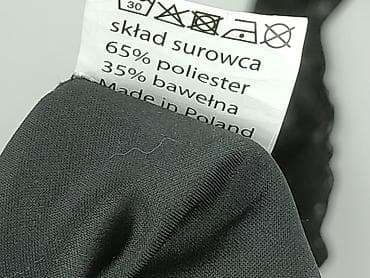 30
skład surowca
65% poliester
35% bawełna
Made in Poland